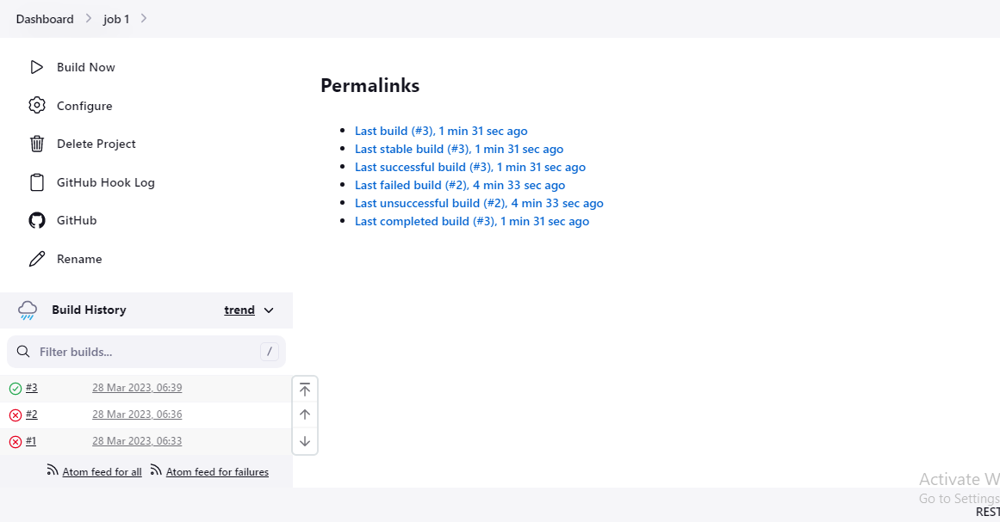 Dashboard > job 1 >
Build Now
Configure
Delete Project
GitHub Hook Log
GitHub
Rename
Permalinks
Last build (#3), 1 min 31 sec ago
Last stable build (#3), 1 min 31 sec ago
Last successful build (#3), 1 min 31 sec ago
Last failed build (#2), 4 min 33 sec ago
Last unsuccessful build (#2), 4 min 33 sec ago
Last completed build (#3), 1 min 31 sec ago
Build History trend
Filter builds... /
#3 28 Mar 2023, 06:39
#2 28 Mar 2023, 06:36
#1 28 Mar 2023, 06:33
Atom feed for all Atom feed for failures
Activate W
Go to Settings
REST